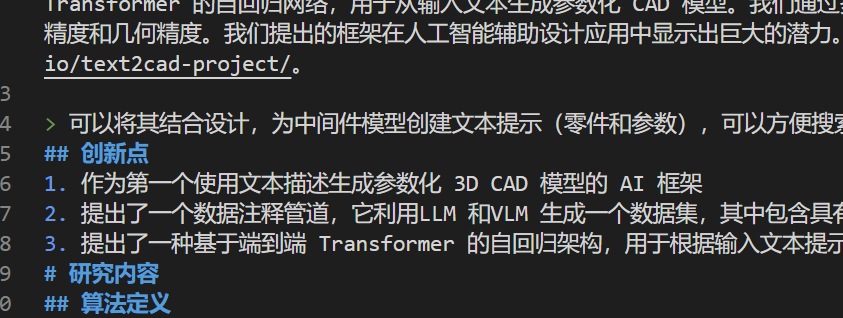 Transformer 的自回归网络，用于从输入文本生成参数化 CAD 模型。我们通过
精度和几何精度。我们提出的框架在人工智能辅助设计应用中显示出巨大的潜力。
io/text2cad-project/。
3
4 > 可以将其结合设计，为中间件模型创建文本提示（零件和参数），可以方便搜索
5 ## 创新点
6 1. 作为第一个使用文本描述生成参数化 3D CAD 模型的 AI 框架
7 2. 提出了一个数据注释管道，它利用LLM 和VLM 生成一个数据集，其中包含具有
8 3. 提出了一种基于端到端 Transformer 的自回归架构，用于根据输入文本提示
9 # 研究内容
0 ## 算法定义